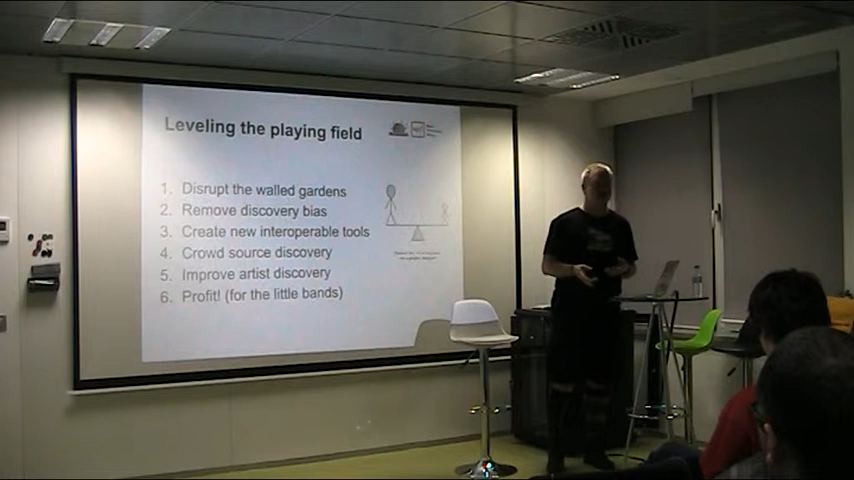 Leveling the playing field
1. Disrupt the walled gardens
2. Remove discovery bias
3. Create new interoperable tools
4. Crowd source discovery
5. Improve artist discovery
6. Profit! (for the little bands)